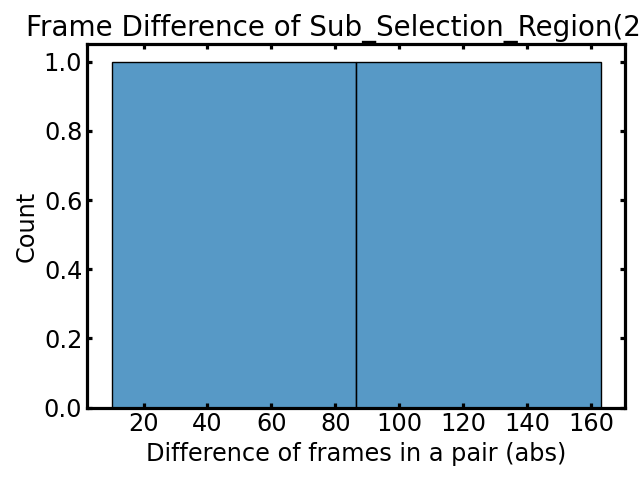 Frame Difference of Sub_Selection_Region(2
1.0
0.8
0.6
0.4
0.2
0.0
Count
20 40 60 80 100 120 140 160
Difference of frames in a pair (abs)